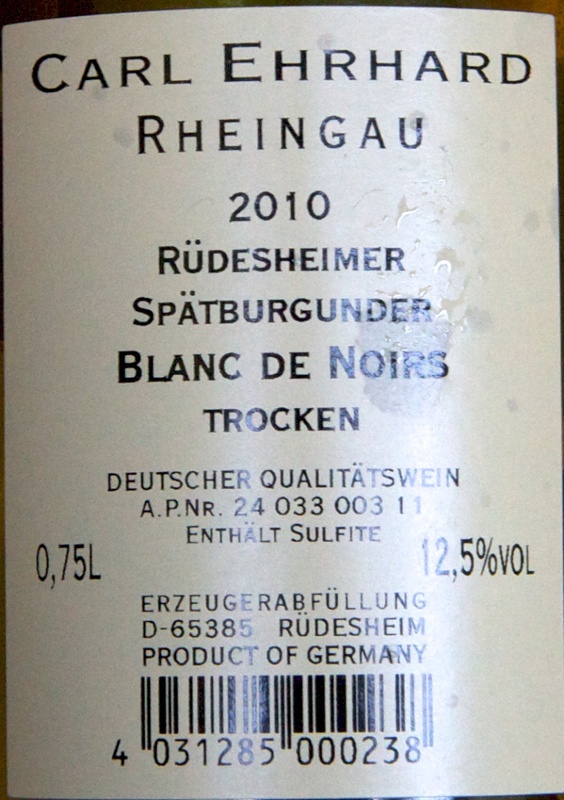 CARL EHRHARD
RHEINGAU
2010
RÜDESHEIMER
SPÄTBURGUNDER
BLANC DE NOIRS
TROCKEN
DEUTSCHER QUALITÄTSWEIN
A.P.NR. 24 033 003 11
ENTHÄLT SULFITE
0,75L 12,5%VOL
ERZEUGERABFÜLLUNG
D-65385 RÜDESHEIM
PRODUCT OF GERMANY
4 031285 000238